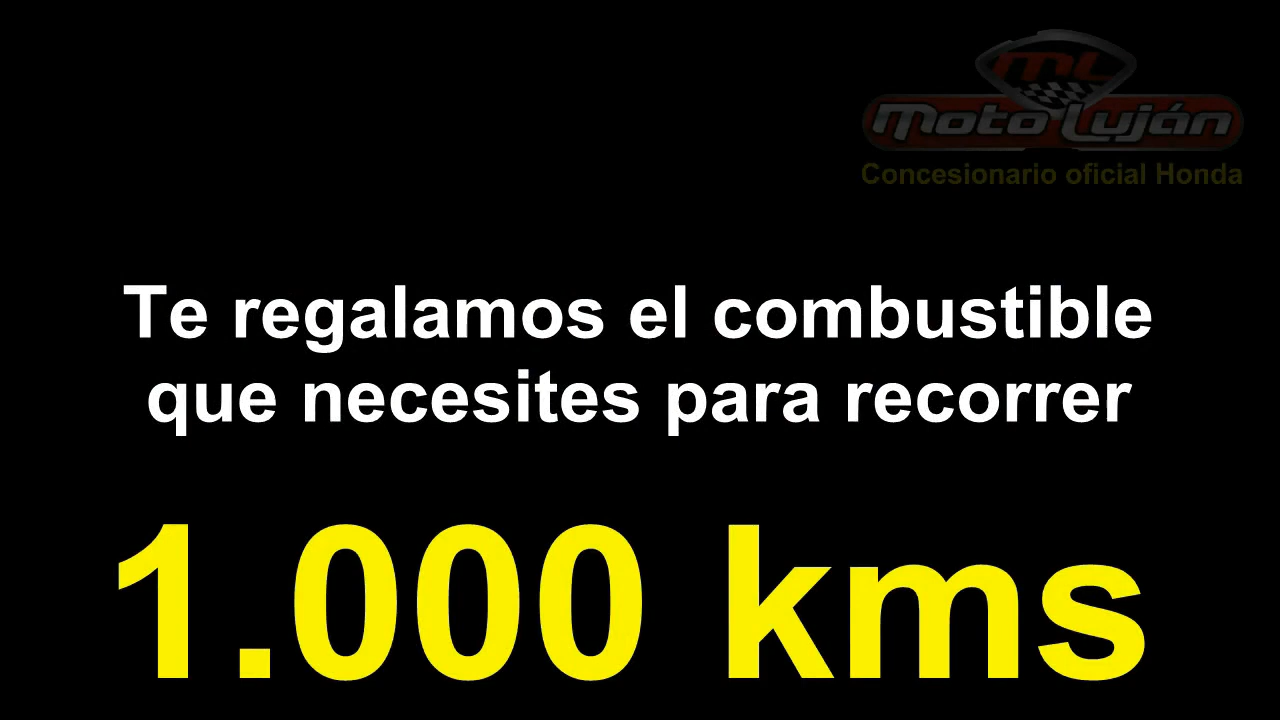 ML
Moto Luján
Concesionario oficial Honda
Te regalamos el combustible
que necesites para recorrer
1.000 kms